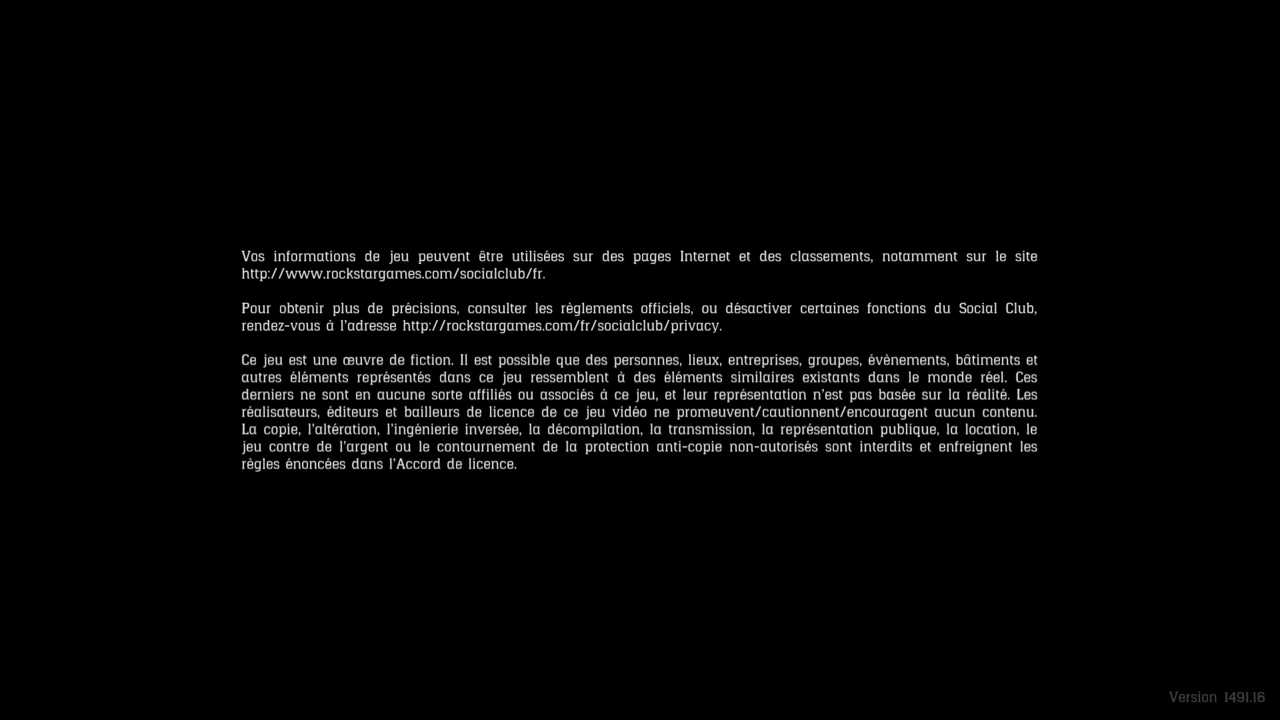 Vos informations de jeu peuvent être utilisées sur des pages Internet et des classements, notamment sur le site
http://www.rockstargames.com/socialclub/fr.
Pour obtenir plus de précisions, consulter les règlements officiels, ou désactiver certaines fonctions du Social Club,
rendez-vous à l'adresse http://rockstargames.com/fr/socialclub/privacy.
Ce jeu est une œuvre de fiction. Il est possible que des personnes, lieux, entreprises, groupes, évènements, bâtiments et
autres éléments représentés dans ce jeu ressemblent à des éléments similaires existants dans le monde réel. Ces
derniers ne sont en aucune sorte affiliés ou associés à ce jeu, et leur représentation n'est pas basée sur la réalité. Les
réalisateurs, éditeurs et bailleurs de licence de ce jeu vidéo ne promeuvent/cautionnent/encouragent aucun contenu.
La copie, l'altération, l'ingénierie inversée, la décompilation, la transmission, la représentation publique, la location, le
jeu contre de l'argent ou le contournement de la protection anti-copie non-autorisés sont interdits et enfreignent les
règles énoncées dans l'Accord de licence.
Version 1491.16